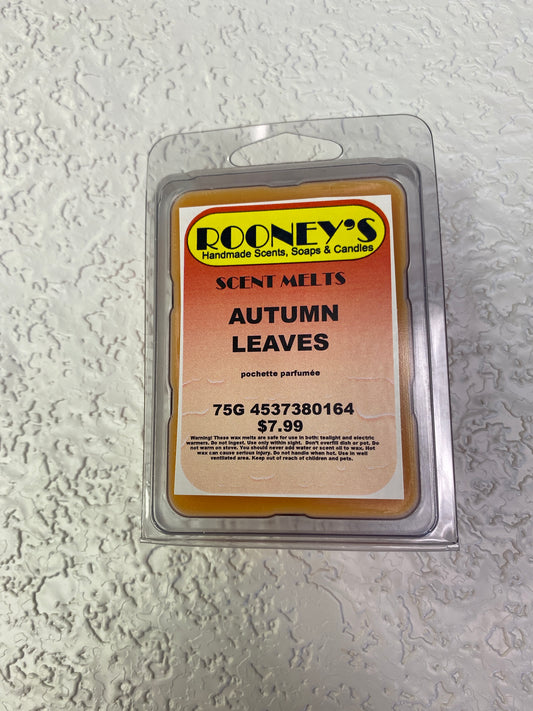 ROONEY'S
Handmade Scents, Soaps & Candles
SCENT MELTS
AUTUMN
LEAVES
pochette parfumée
75G 4537380164
$7.99
Warning! These wax melts are safe for use in both: tealight and electric
warmers. Do not ingest. Use only within sight. Don't overfill dish or pot. Do
not warm on stove. You should never add water or scent oil to wax. Hot
wax can cause serious injury. Do not handle when hot. Use in well
ventilated area. Keep out of reach of children and pets.